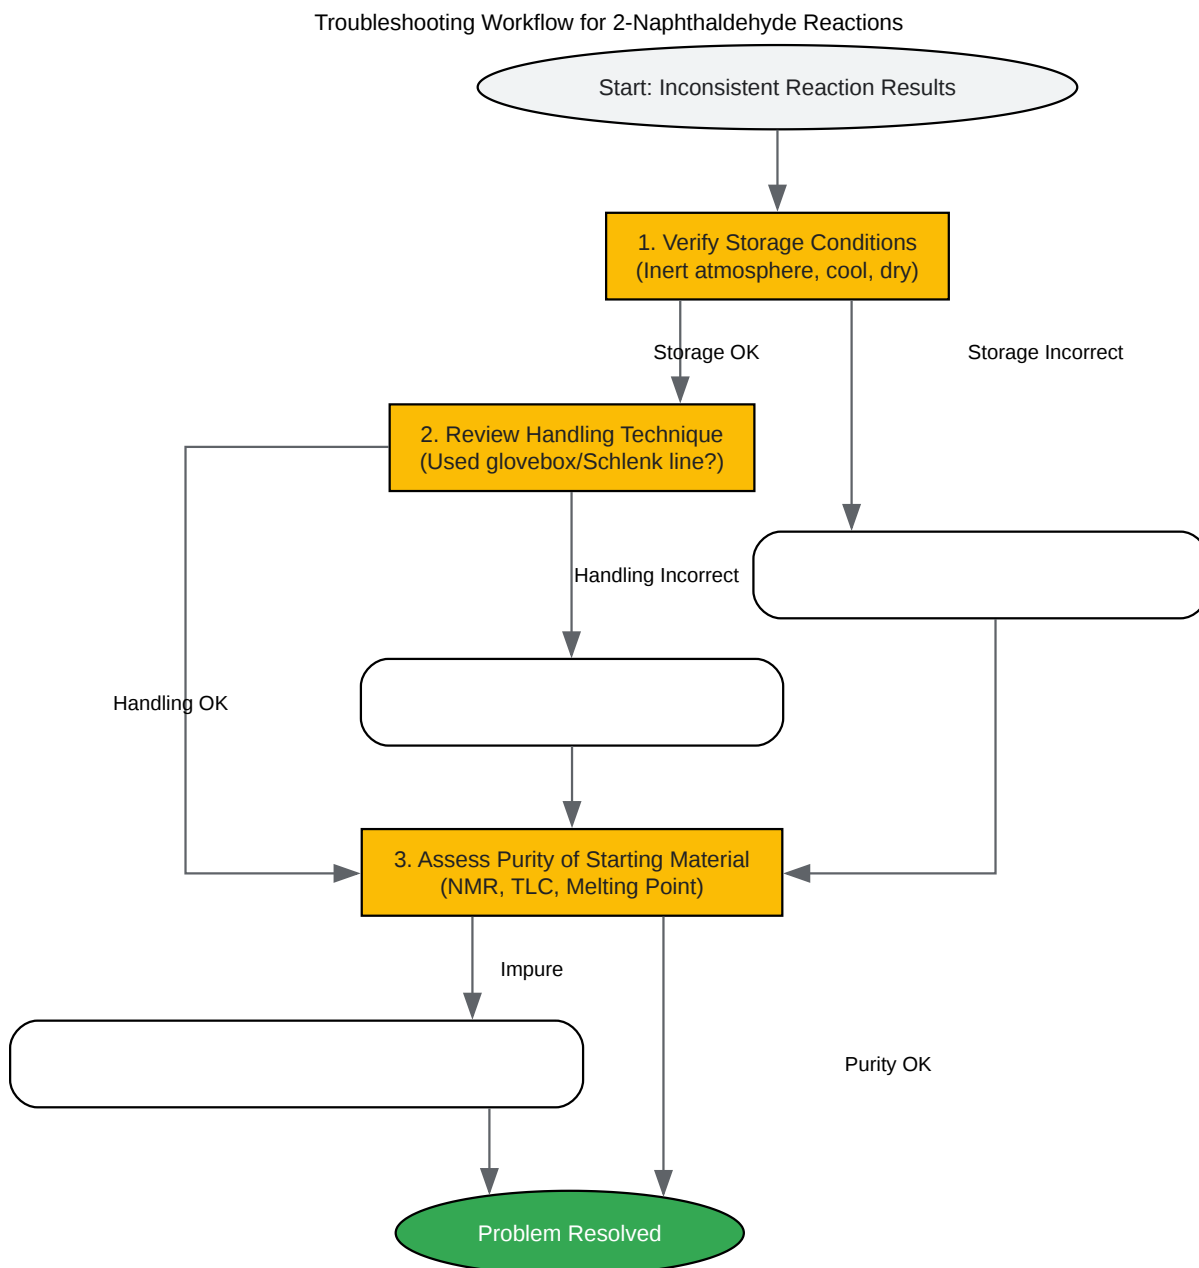 Troubleshooting Workflow for 2-Naphthaldehyde Reactions
Start: Inconsistent Reaction Results
1. Verify Storage Conditions
(Inert atmosphere, cool, dry)
Storage OK
Storage Incorrect
2. Review Handling Technique
(Used glovebox/Schlenk line?)
Handling Incorrect
Handling OK
3. Assess Purity of Starting Material
(NMR, TLC, Melting Point)
Impure
Purity OK
Problem Resolved